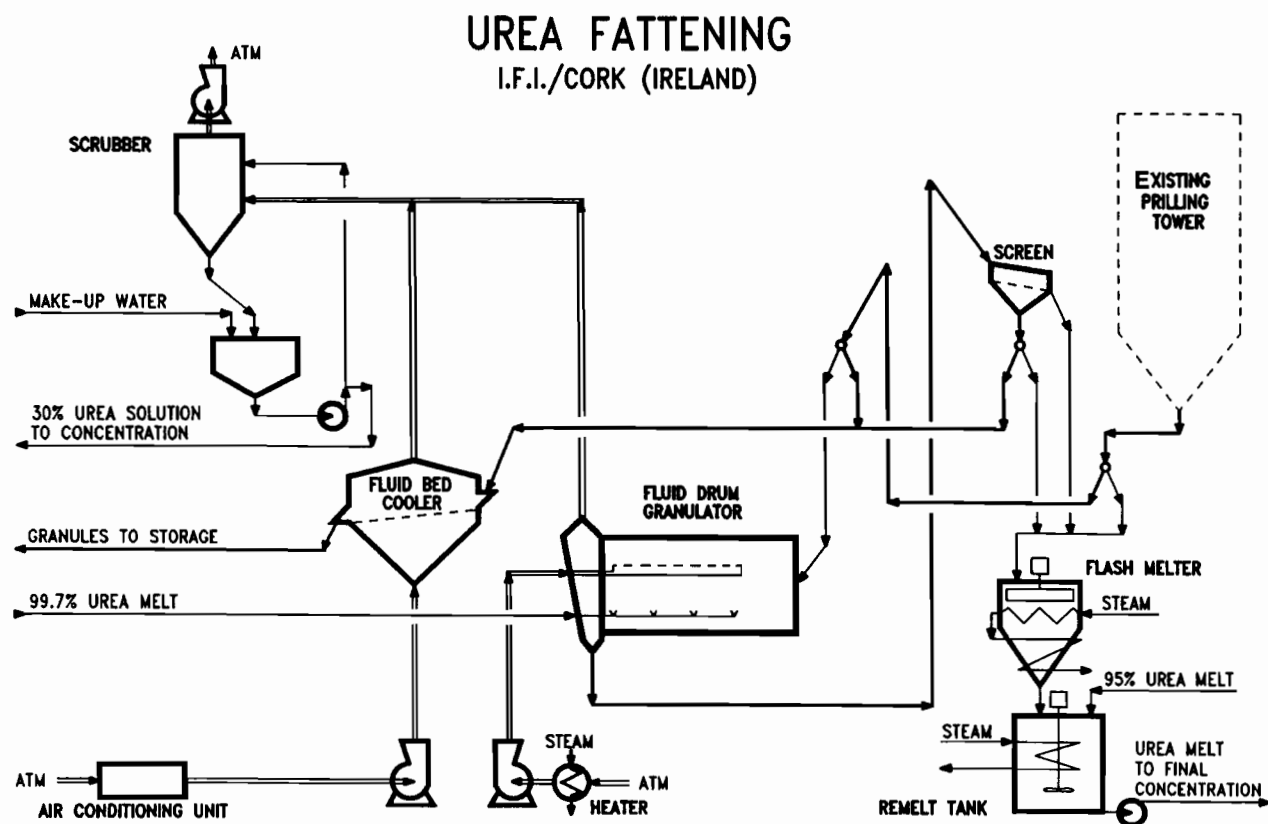 UREA FATTENING
I.F.I./CORK (IRELAND)
ATM
SCRUBBER
EXISTING
PRILLING
TOWER
SCREEN
MAKE-UP WATER
30% UREA SOLUTION
TO CONCENTRATION
FLUID BED
COOLER
FLUID DRUM
GRANULATOR
GRANULES TO STORAGE
FLASH MELTER
99.7% UREA MELT
STEAM
95% UREA MELT
STEAM
STEAM
UREA MELT
TO FINAL
CONCENTRATION
ATM
ATM
AIR CONDITIONING UNIT
HEATER
REMELT TANK